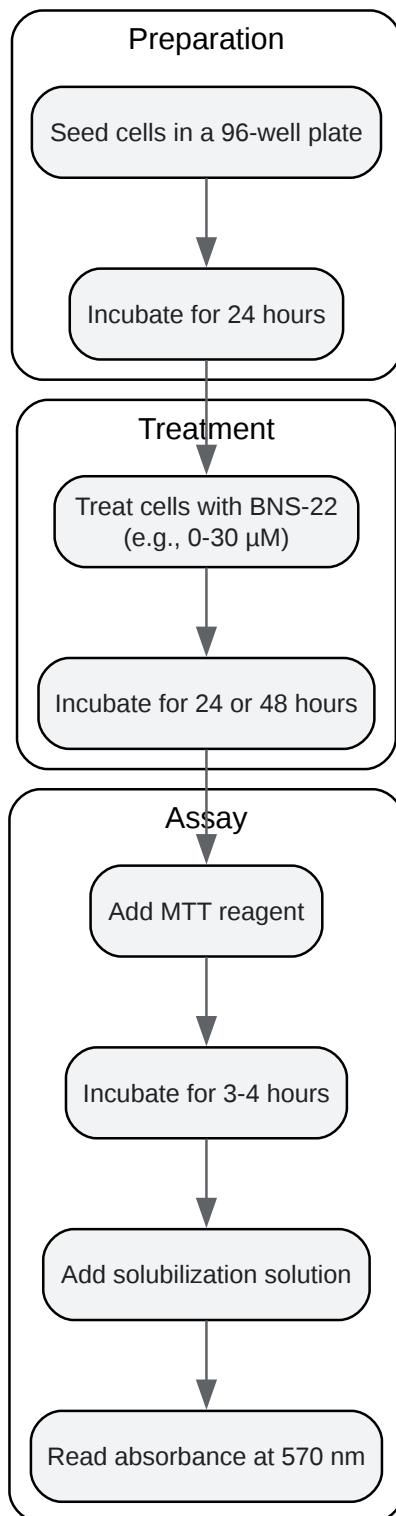 Preparation
Seed cells in a 96-well plate
Incubate for 24 hours
Treatment
Treat cells with BNS-22
(e.g., 0-30 µM)
Incubate for 24 or 48 hours
Assay
Add MTT reagent
Incubate for 3-4 hours
Add solubilization solution
Read absorbance at 570 nm